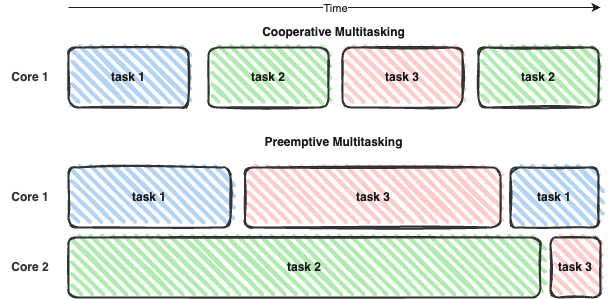 Time
Cooperative Multitasking
Core 1 task 1 task 2 task 3 task 2
Preemptive Multitasking
Core 1 task 1 task 3 task 1
Core 2 task 2 task 3